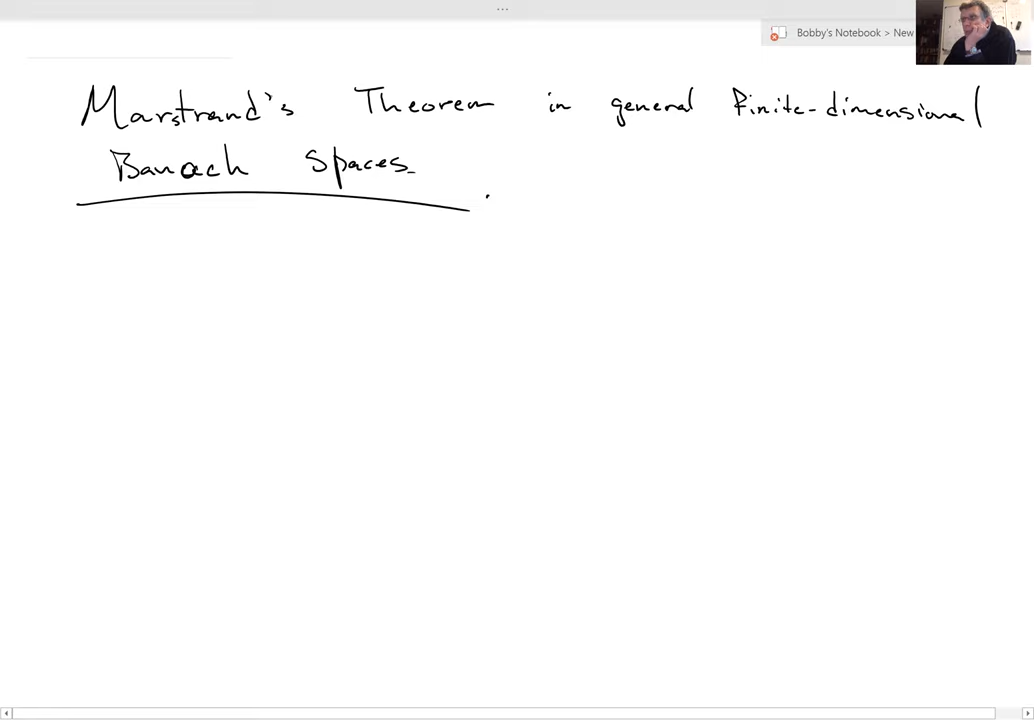 ...
Bobby's Notebook > New
Marstrand's Theorem in general finite-dimensional
Banach Spaces.